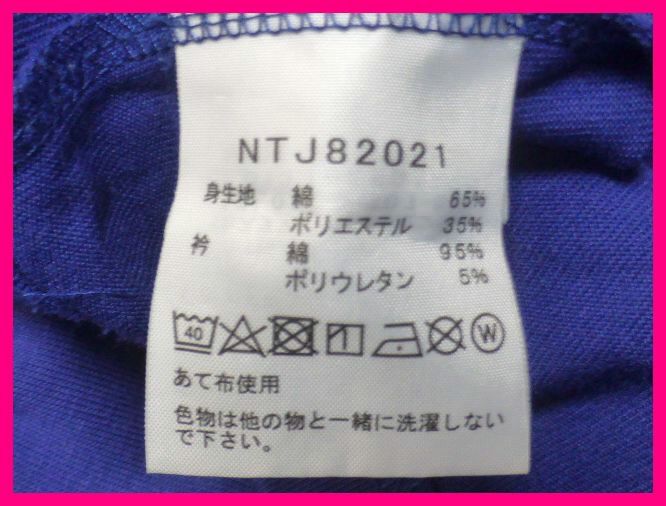 NTJ82021
身生地 綿 65%
ポリエステル 35%
衿 綿 95%
ポリウレタン 5%
40 W
あて布使用
色物は他の物と一緒に洗濯しない
で下さい。